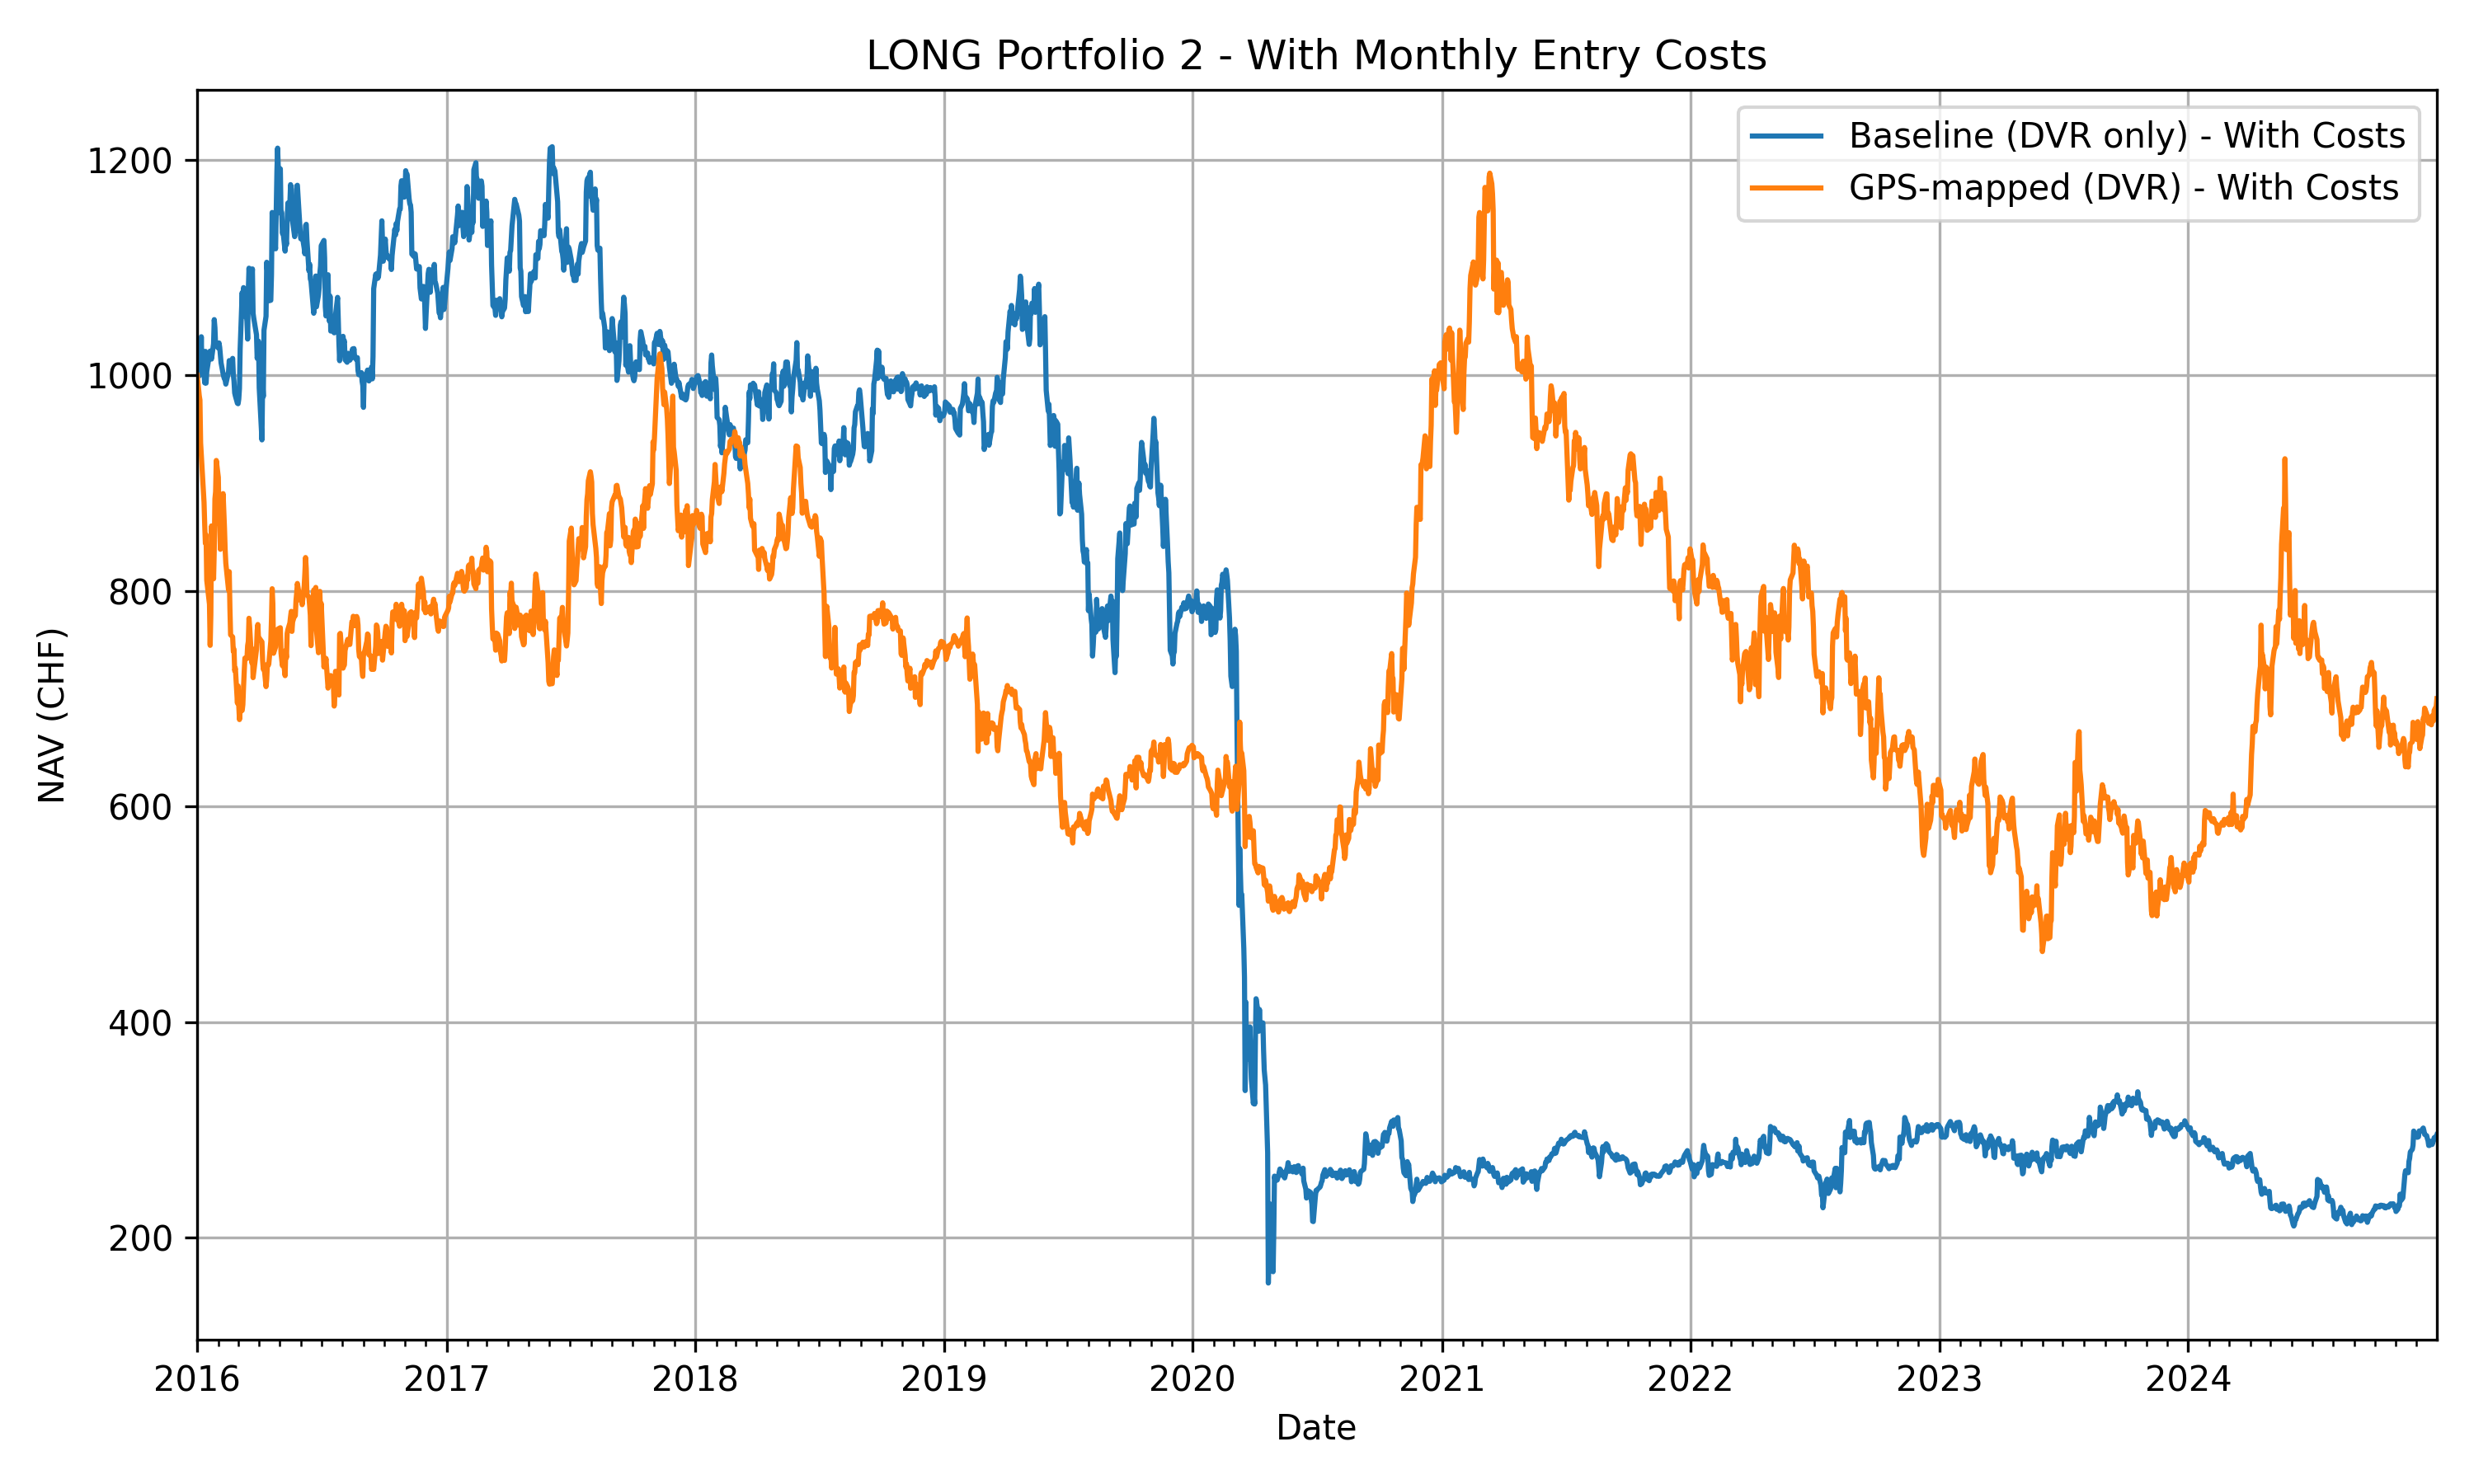 LONG Portfolio 2 - With Monthly Entry Costs
Baseline (DVR only) - With Costs
GPS-mapped (DVR) - With Costs
NAV (CHF)
1200
1000
800
600
400
200
2016 2017 2018 2019 2020 2021 2022 2023 2024
Date